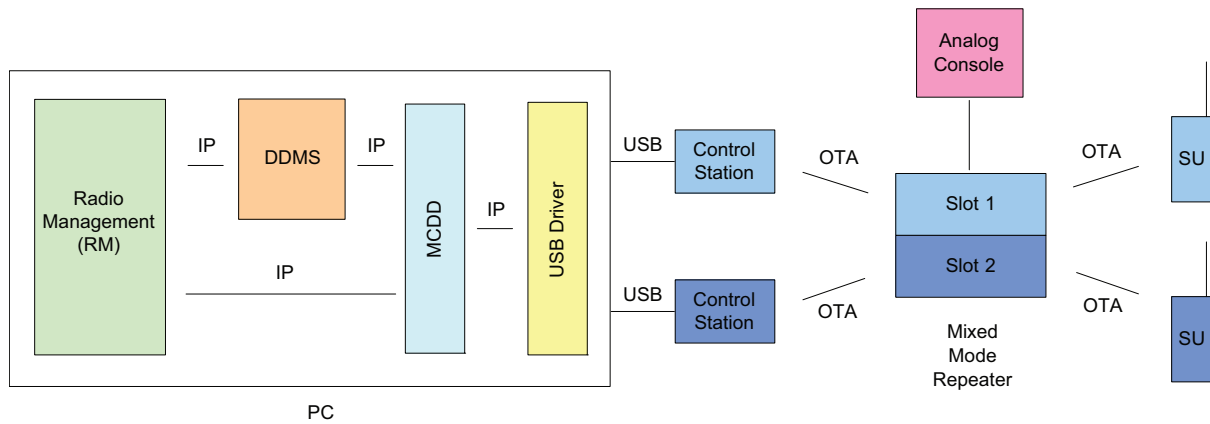 Analog
Console
IP
DDMS
IP
USB
Control
Station
OTA
OTA
SU
Radio
Management
(RM)
MCDD
IP
USB Driver
Slot 1
Slot 2
IP
USB
Control
Station
OTA
OTA
SU
Mixed
Mode
Repeater
PC